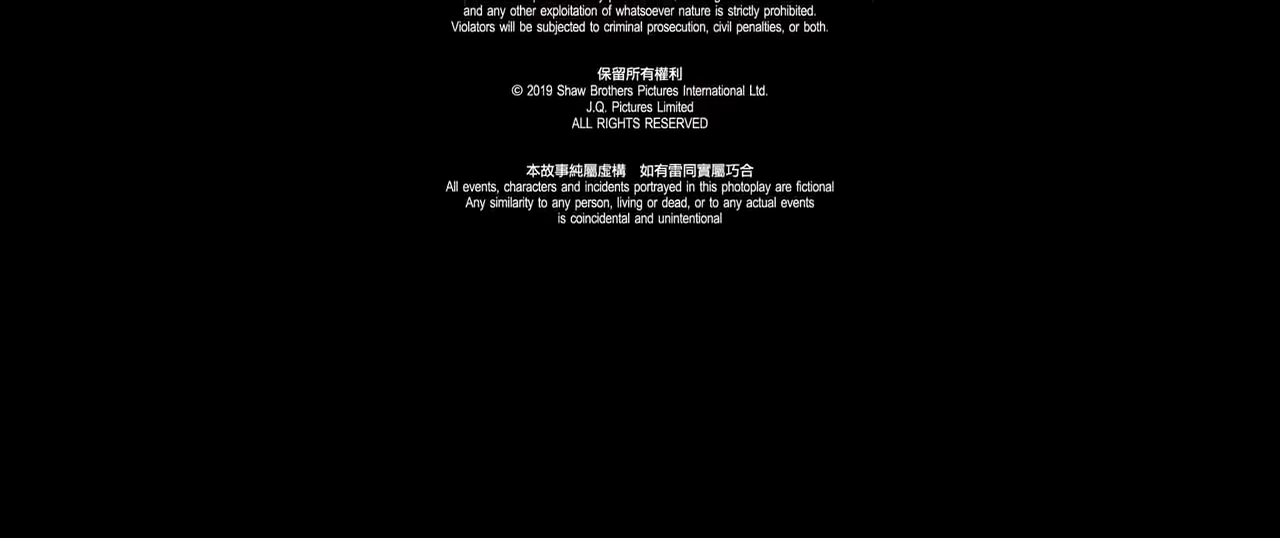 and any other exploitation of whatsoever nature is strictly prohibited.
Violators will be subjected to criminal prosecution, civil penalties, or both.
保留所有權利
© 2019 Shaw Brothers Pictures International Ltd.
J.Q. Pictures Limited
ALL RIGHTS RESERVED
本故事純屬虛構　如有雷同實屬巧合
All events, characters and incidents portrayed in this photoplay are fictional
Any similarity to any person, living or dead, or to any actual events
is coincidental and unintentional